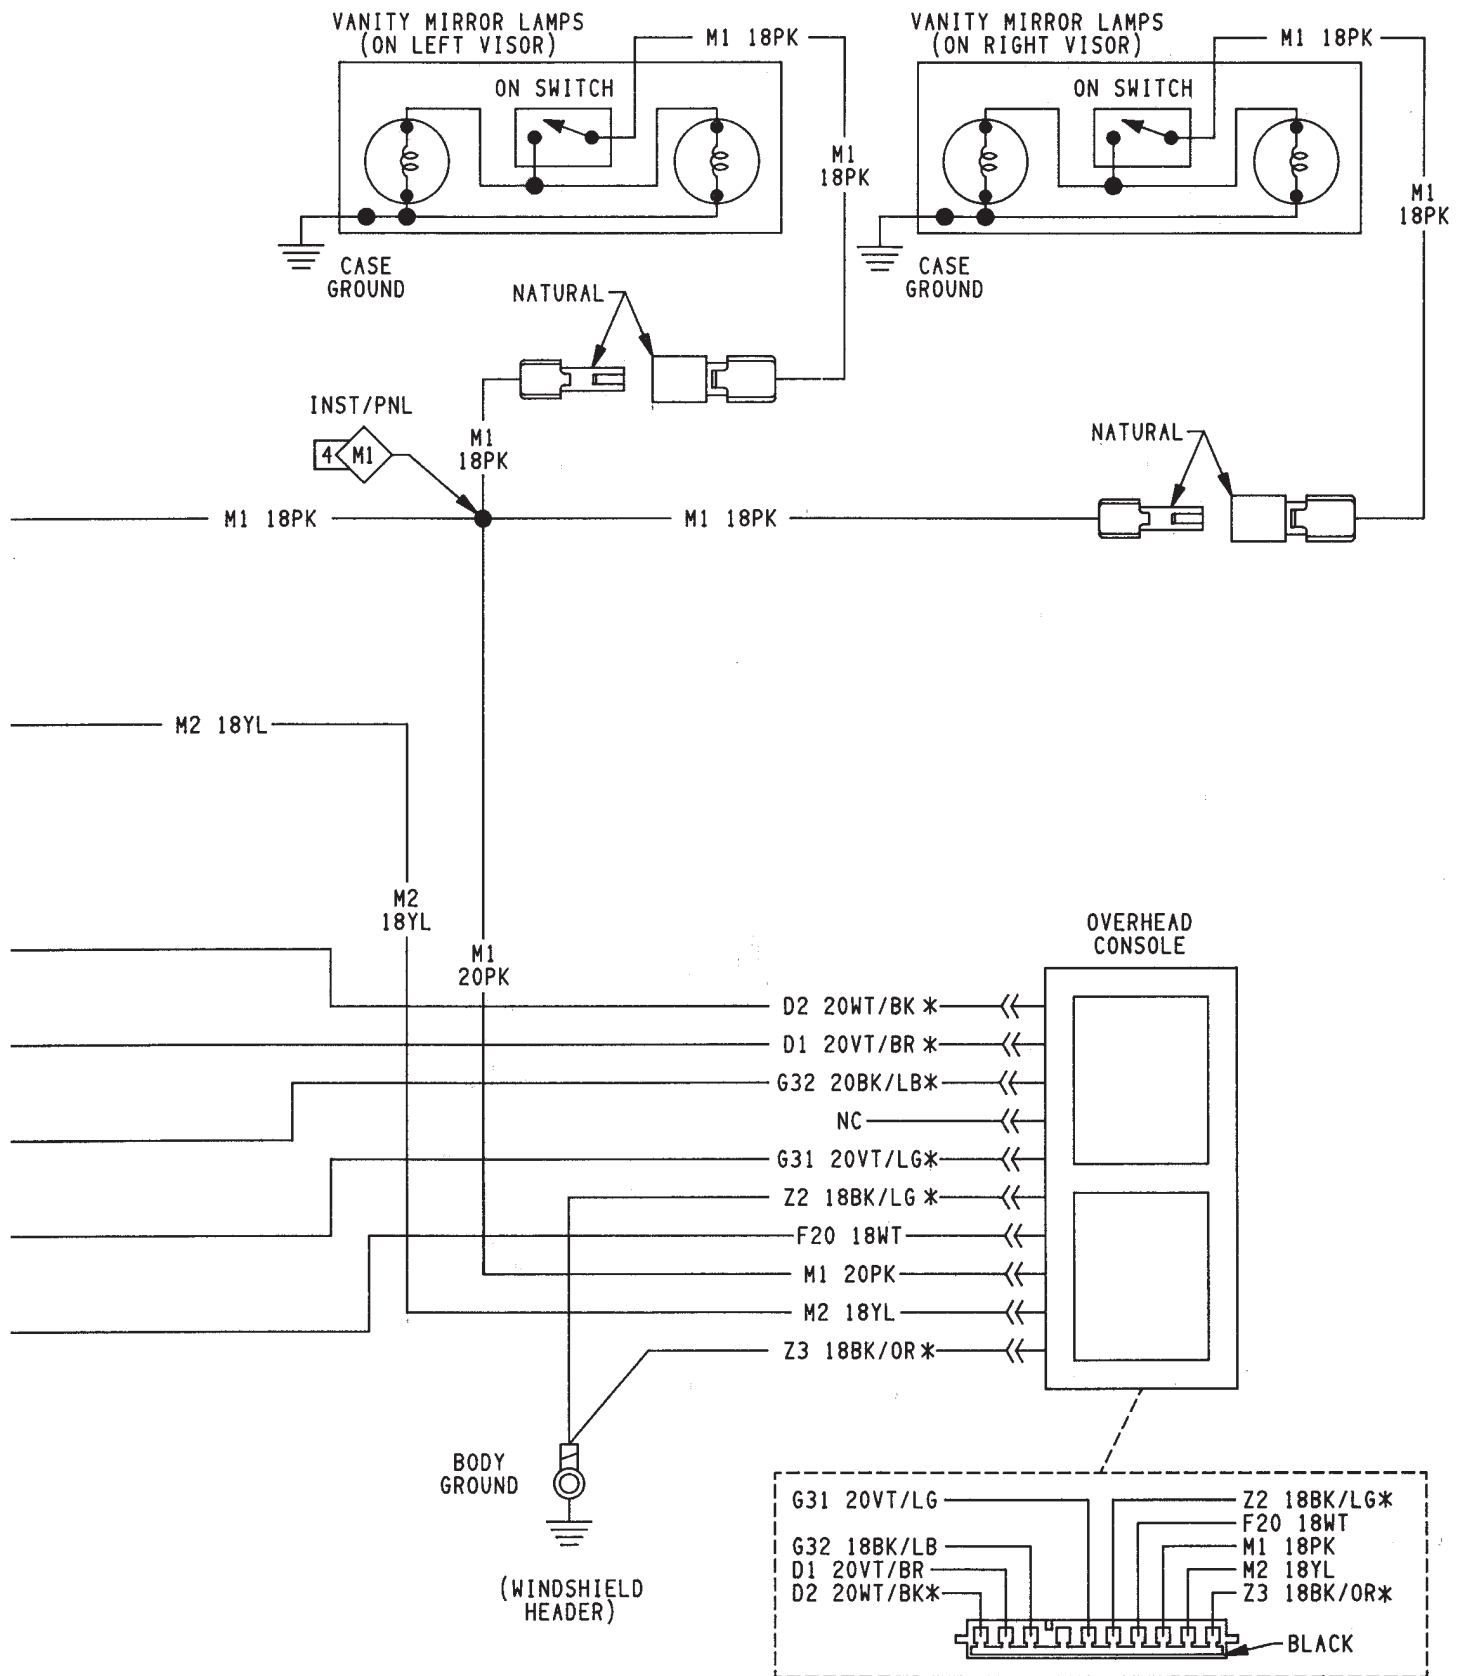 VANITY MIRROR LAMPS
(ON LEFT VISOR)
M1 18PK
VANITY MIRROR LAMPS
(ON RIGHT VISOR)
M1 18PK
ON SWITCH
ON SWITCH
M1
18PK
M1
18PK
CASE
GROUND
CASE
GROUND
NATURAL
INST/PNL
4 M1
M1
18PK
NATURAL
M1 18PK
M1 18PK
M2 18YL
M2
18YL
M1
20PK
OVERHEAD
CONSOLE
D2 20WT/BK*
D1 20VT/BR*
G32 20BK/LB*
NC
G31 20VT/LG*
Z2 18BK/LG*
F20 18WT
M1 20PK
M2 18YL
Z3 18BK/OR*
BODY
GROUND
(WINDSHIELD
HEADER)
G31 20VT/LG
G32 18BK/LB
D1 20VT/BR
D2 20WT/BK*
Z2 18BK/LG*
F20 18WT
M1 18PK
M2 18YL
Z3 18BK/OR*
BLACK